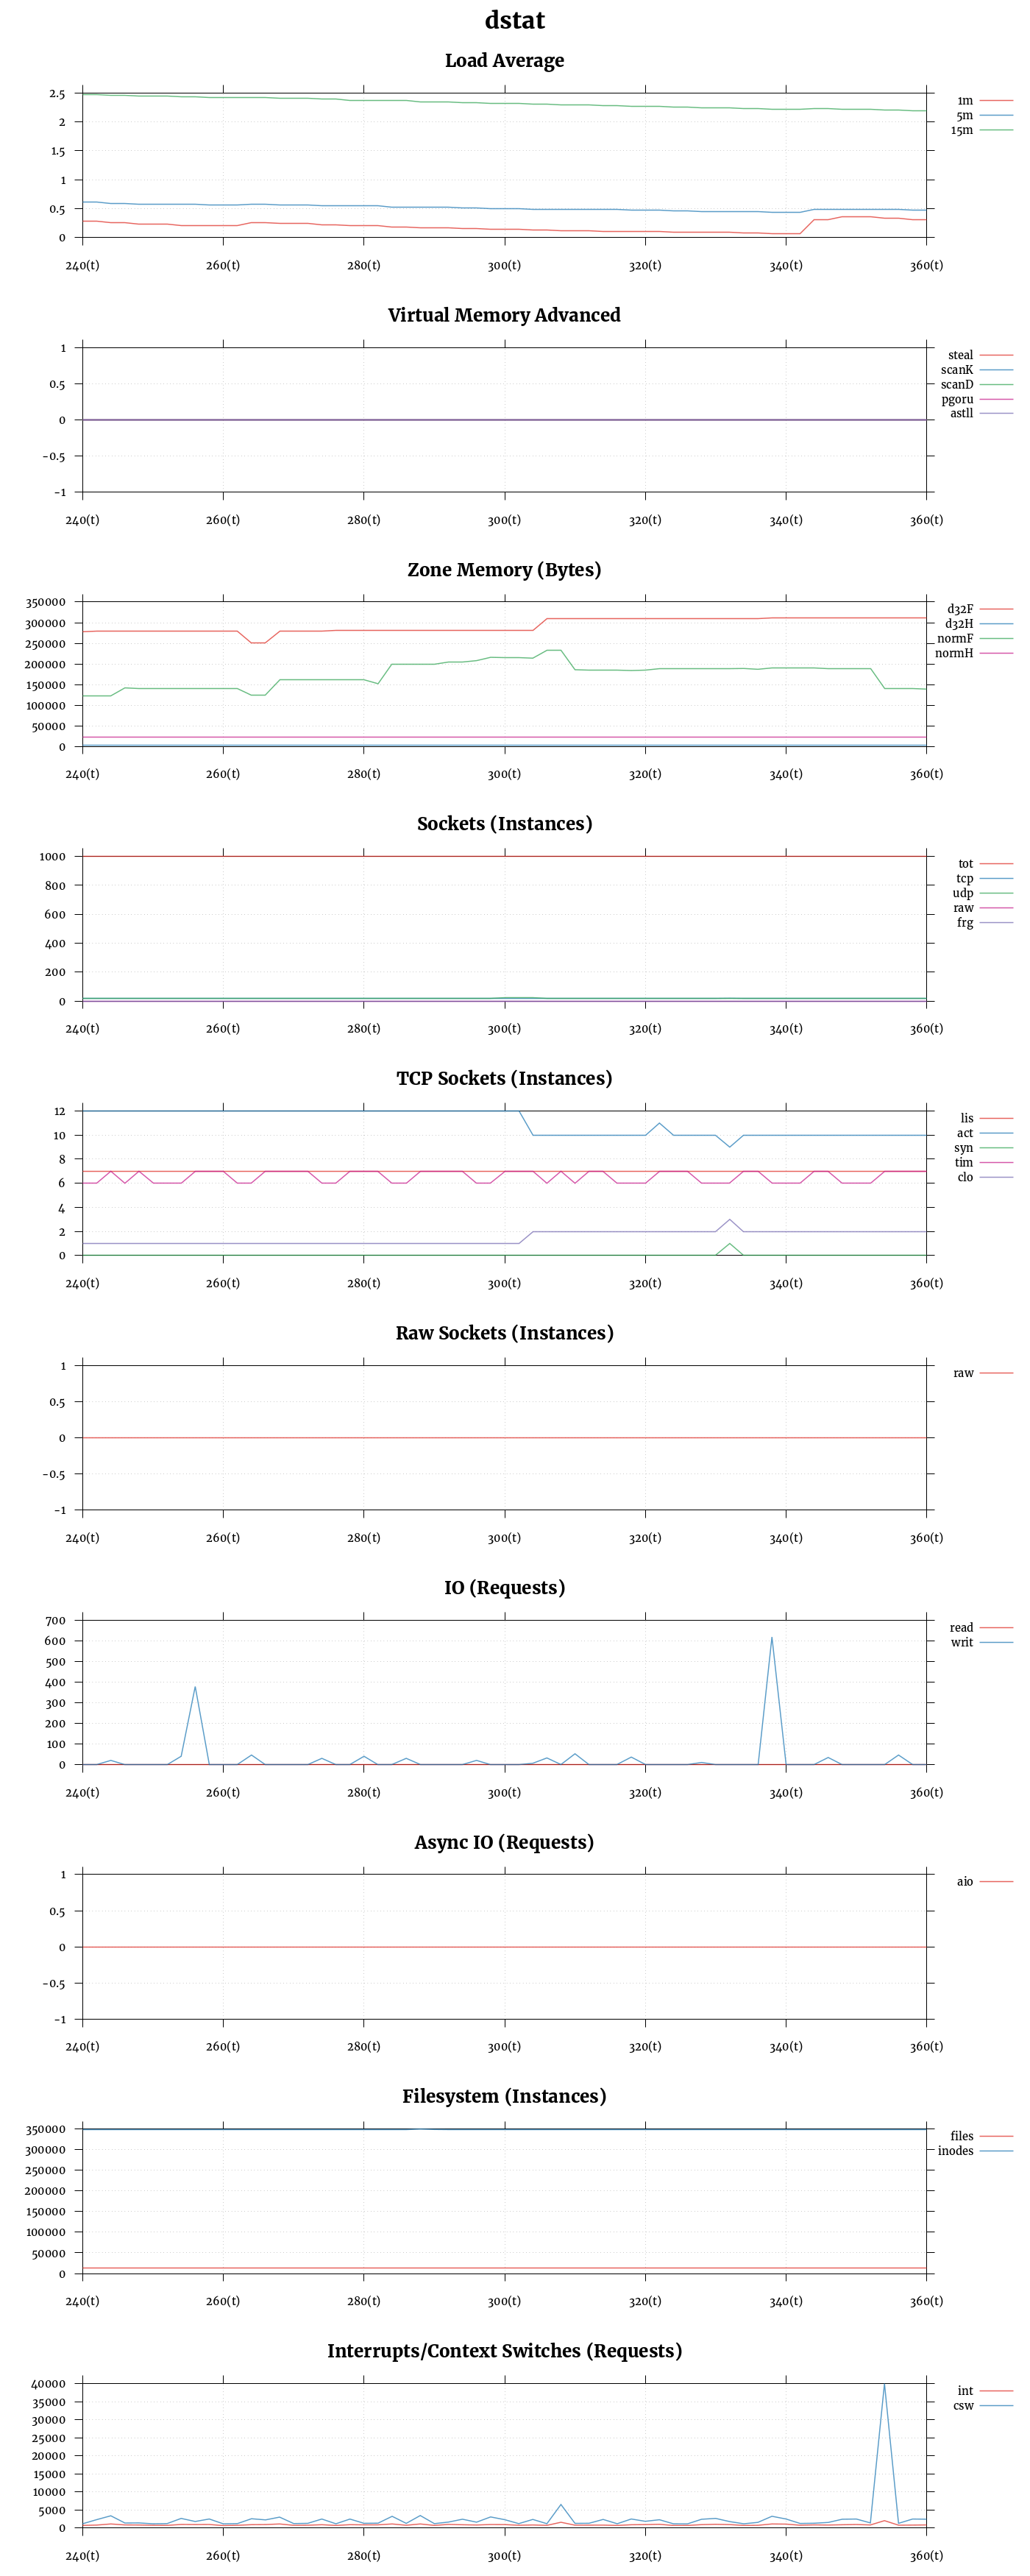 dstat
Load Average
2.5
2
1.5
1
0.5
0
240(t) 260(t) 280(t) 300(t) 320(t) 340(t) 360(t)
1m
5m
15m
Virtual Memory Advanced
1
0.5
0
-0.5
-1
240(t) 260(t) 280(t) 300(t) 320(t) 340(t) 360(t)
steal
scanK
scanD
pgoru
astll
Zone Memory (Bytes)
350000
300000
250000
200000
150000
100000
50000
0
240(t) 260(t) 280(t) 300(t) 320(t) 340(t) 360(t)
d32F
d32H
normF
normH
Sockets (Instances)
1000
800
600
400
200
0
240(t) 260(t) 280(t) 300(t) 320(t) 340(t) 360(t)
tot
tcp
udp
raw
frg
TCP Sockets (Instances)
12
10
8
6
4
2
0
240(t) 260(t) 280(t) 300(t) 320(t) 340(t) 360(t)
lis
act
syn
tim
clo
Raw Sockets (Instances)
1
0.5
0
-0.5
-1
240(t) 260(t) 280(t) 300(t) 320(t) 340(t) 360(t)
raw
IO (Requests)
700
600
500
400
300
200
100
0
240(t) 260(t) 280(t) 300(t) 320(t) 340(t) 360(t)
read
writ
Async IO (Requests)
1
0.5
0
-0.5
-1
240(t) 260(t) 280(t) 300(t) 320(t) 340(t) 360(t)
aio
Filesystem (Instances)
350000
300000
250000
200000
150000
100000
50000
0
240(t) 260(t) 280(t) 300(t) 320(t) 340(t) 360(t)
files
inodes
Interrupts/Context Switches (Requests)
40000
35000
30000
25000
20000
15000
10000
5000
0
240(t) 260(t) 280(t) 300(t) 320(t) 340(t) 360(t)
int
csw